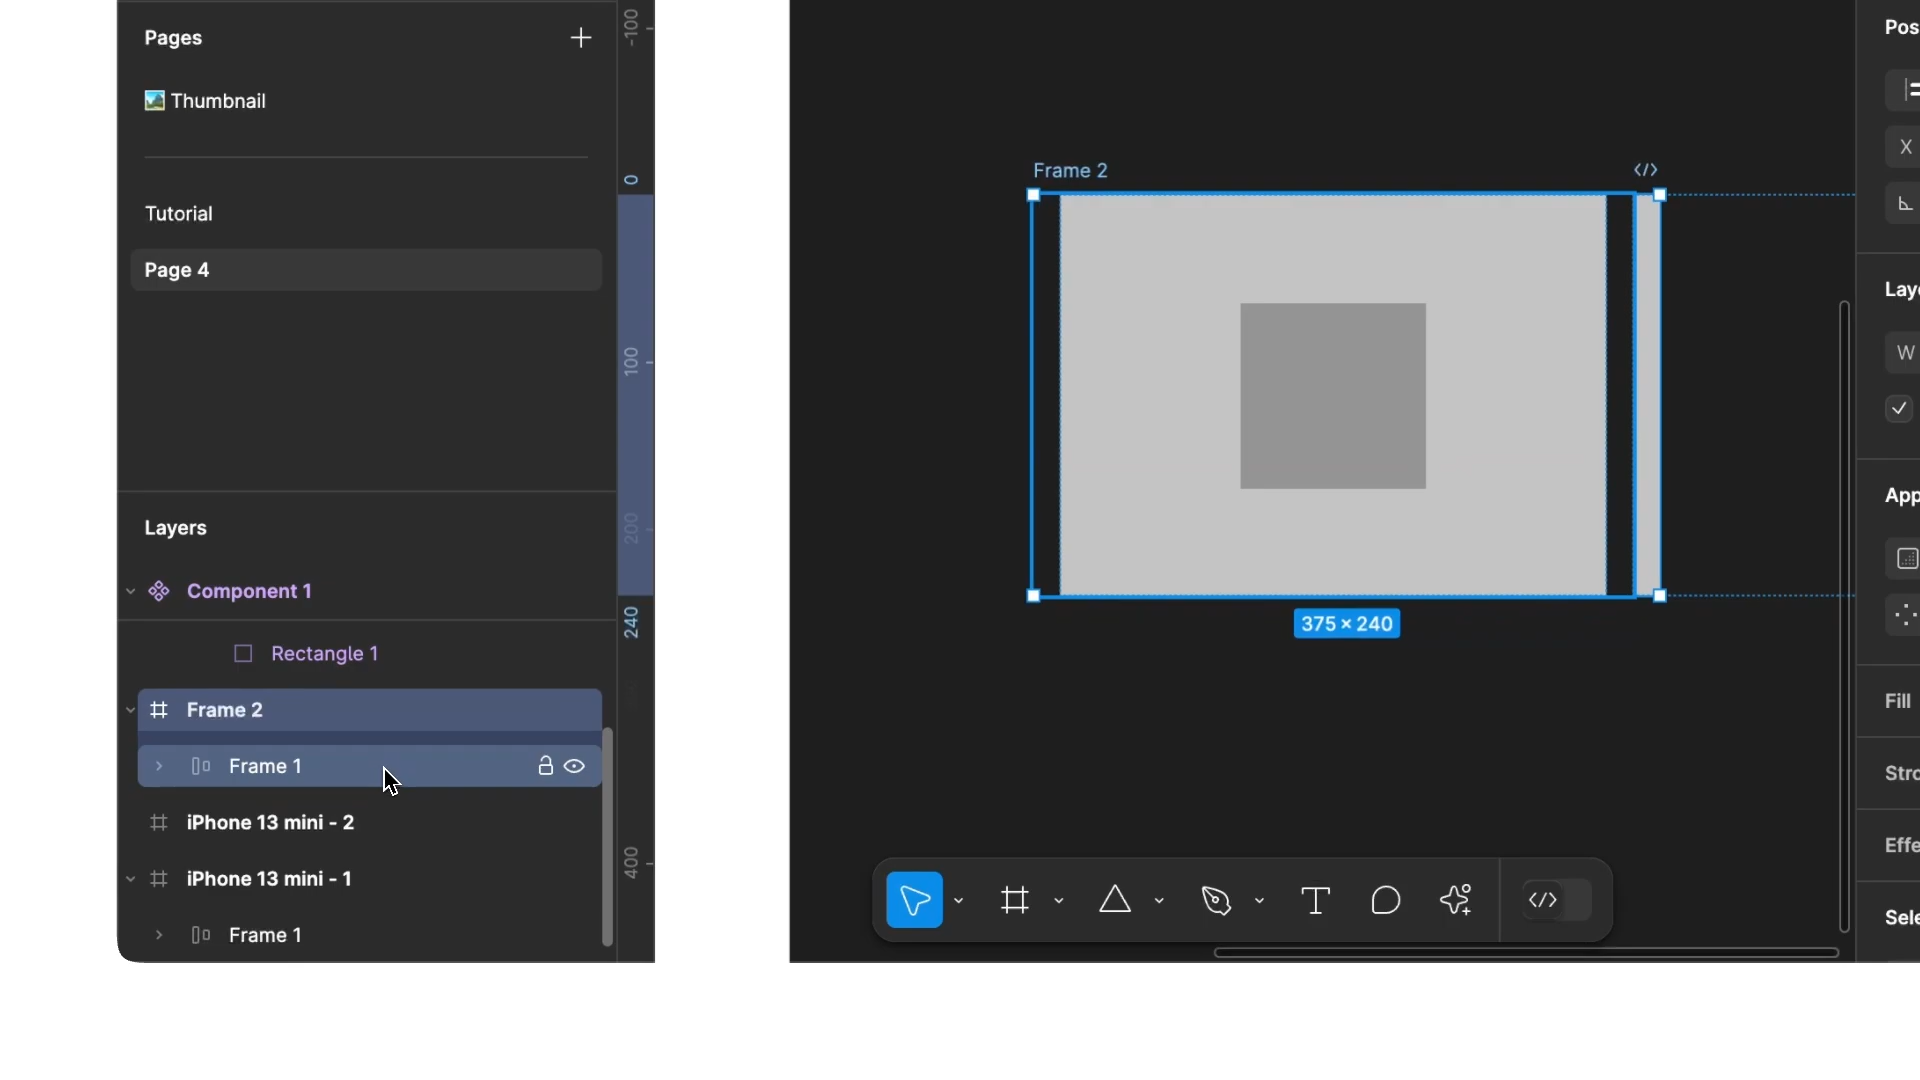 Pages
Thumbnail
Tutorial
Page 4
Layers
Component 1
Rectangle 1
Frame 2
Frame 1
iPhone 13 mini - 2
iPhone 13 mini - 1
Frame 1
-100
0
100
200
240
400
Frame 2
375 × 240
Pos
X
Lay
W
App
Fill
Stro
Effe
Sele